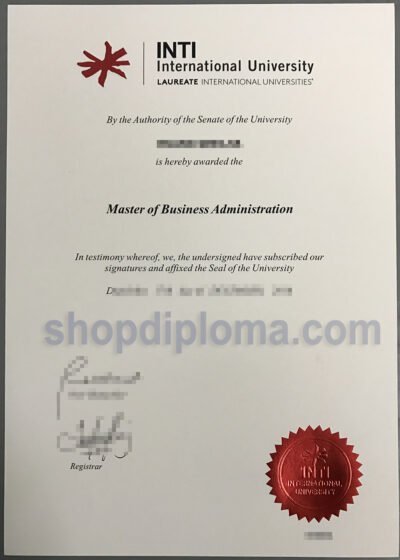 INTI
International University
LAUREATE INTERNATIONAL UNIVERSITIES®
By the Authority of the Senate of the University
is hereby awarded the
Master of Business Administration
In testimony whereof, we, the undersigned have subscribed our
signatures and affixed the Seal of the University
shopdiploma.com
Registrar
INTI
INTERNATIONAL
UNIVERSITY